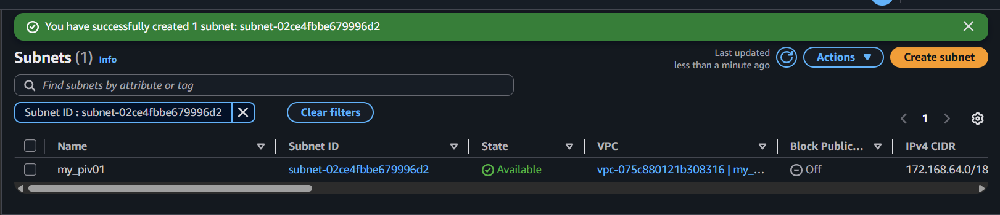 You have successfully created 1 subnet: subnet-02ce4fbbe679996d2
Subnets (1) Info
Last updated
less than a minute ago
Actions
Create subnet
Find subnets by attribute or tag
Subnet ID : subnet-02ce4fbbe679996d2
Clear filters
1
Name Subnet ID State VPC Block Public... IPv4 CIDR
my_piv01 subnet-02ce4fbbe679996d2 Available vpc-075c880121b308316 | my_... Off 172.168.64.0/18